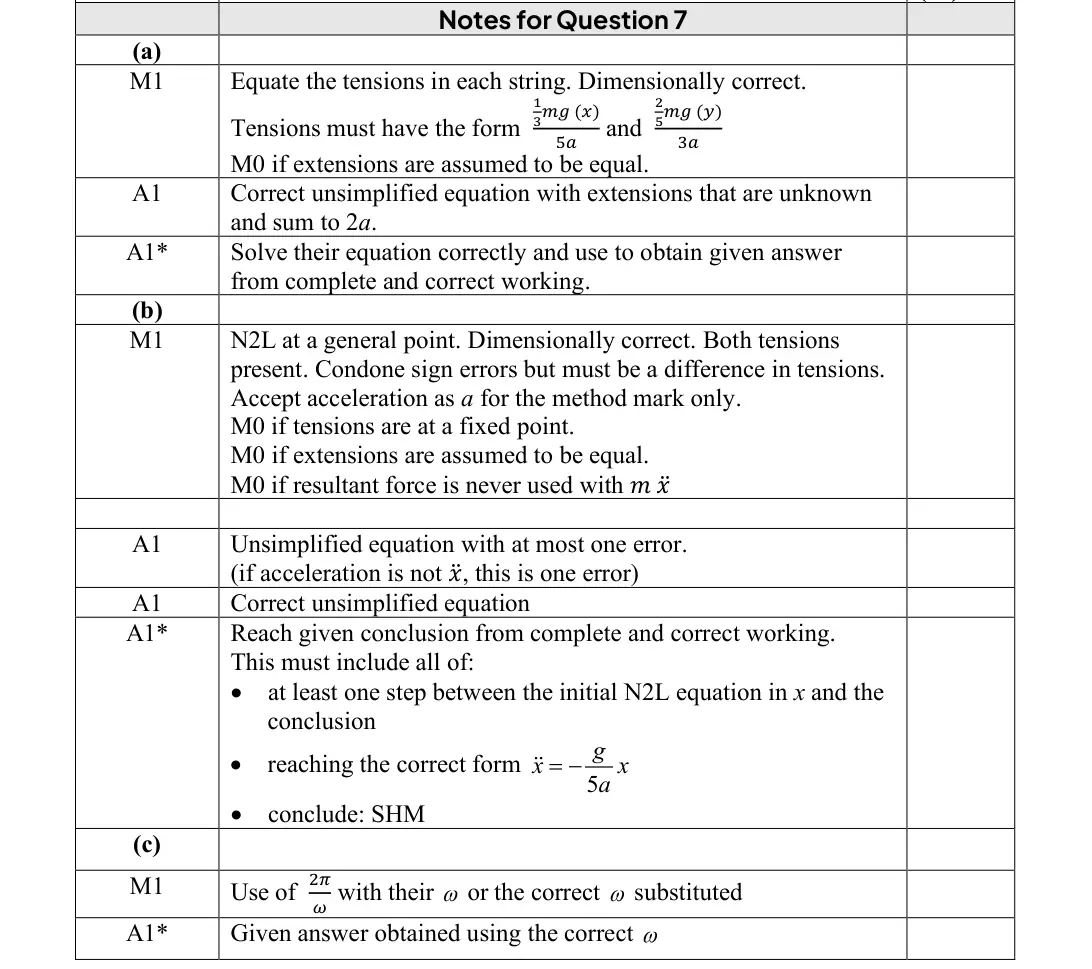 Notes for Question 7
(a)
M1 Equate the tensions in each string. Dimensionally correct.
Tensions must have the form \frac{\frac{1}{3}mg(x)}{5a} and \frac{\frac{2}{5}mg(y)}{3a}
M0 if extensions are assumed to be equal.
A1 Correct unsimplified equation with extensions that are unknown
and sum to 2a.
A1* Solve their equation correctly and use to obtain given answer
from complete and correct working.
(b)
M1 N2L at a general point. Dimensionally correct. Both tensions
present. Condone sign errors but must be a difference in tensions.
Accept acceleration as a for the method mark only.
M0 if tensions are at a fixed point.
M0 if extensions are assumed to be equal.
M0 if resultant force is never used with m ẍ
A1 Unsimplified equation with at most one error.
(if acceleration is not ẍ, this is one error)
A1 Correct unsimplified equation
A1* Reach given conclusion from complete and correct working.
This must include all of:
• at least one step between the initial N2L equation in x and the
conclusion
• reaching the correct form ẍ = -\frac{g}{5a}x
• conclude: SHM
(c)
M1 Use of \frac{2π}{ω} with their ω or the correct ω substituted
A1* Given answer obtained using the correct ω